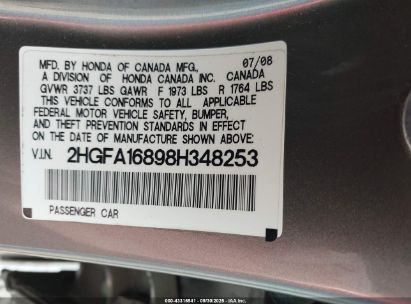 MFD. BY HONDA OF CANADA MFG., 07/08
A DIVISION OF HONDA CANADA INC. CANADA
GVWR 3737 LBS GAWR F 1973 LBS R 1764 LBS
THIS VEHICLE CONFORMS TO ALL APPLICABLE
FEDERAL MOTOR VEHICLE SAFETY, BUMPER,
AND THEFT PREVENTION STANDARDS IN EFFECT
ON THE DATE OF MANUFACTURE SHOWN ABOVE.
V.I.N. 2HGFA16898H348253
PASSENGER CAR